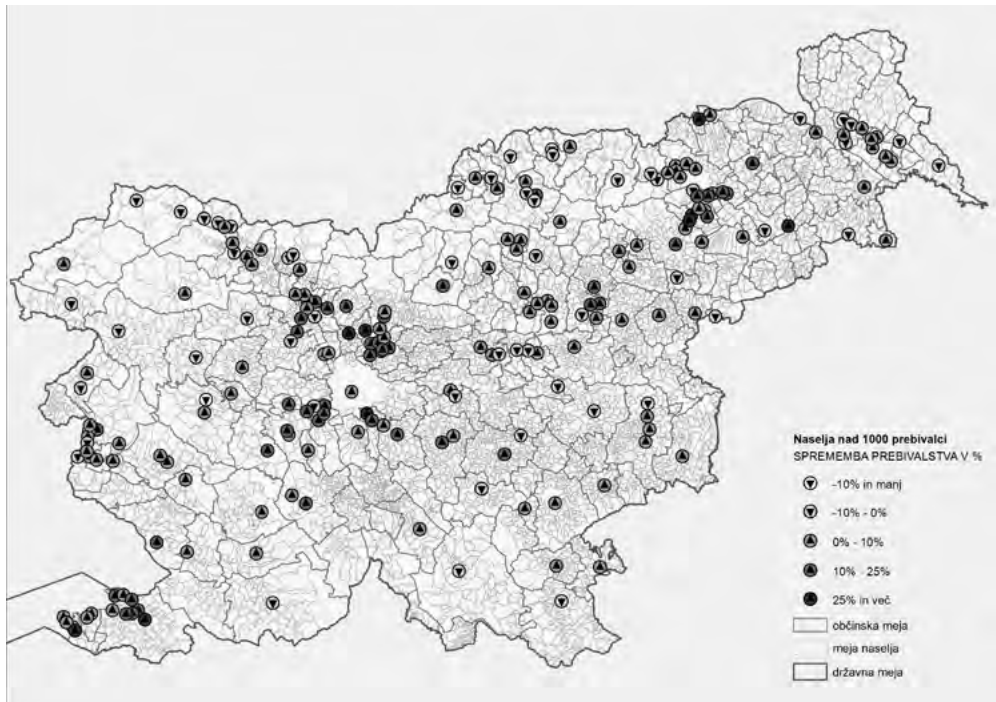 Naselja nad 1000 prebivalci
SPREMEMBA PREBIVALSTVA V %
-10% in manj
-10% - 0%
0% - 10%
10% - 25%
25% in več
občinska meja
meja naselja
državna meja